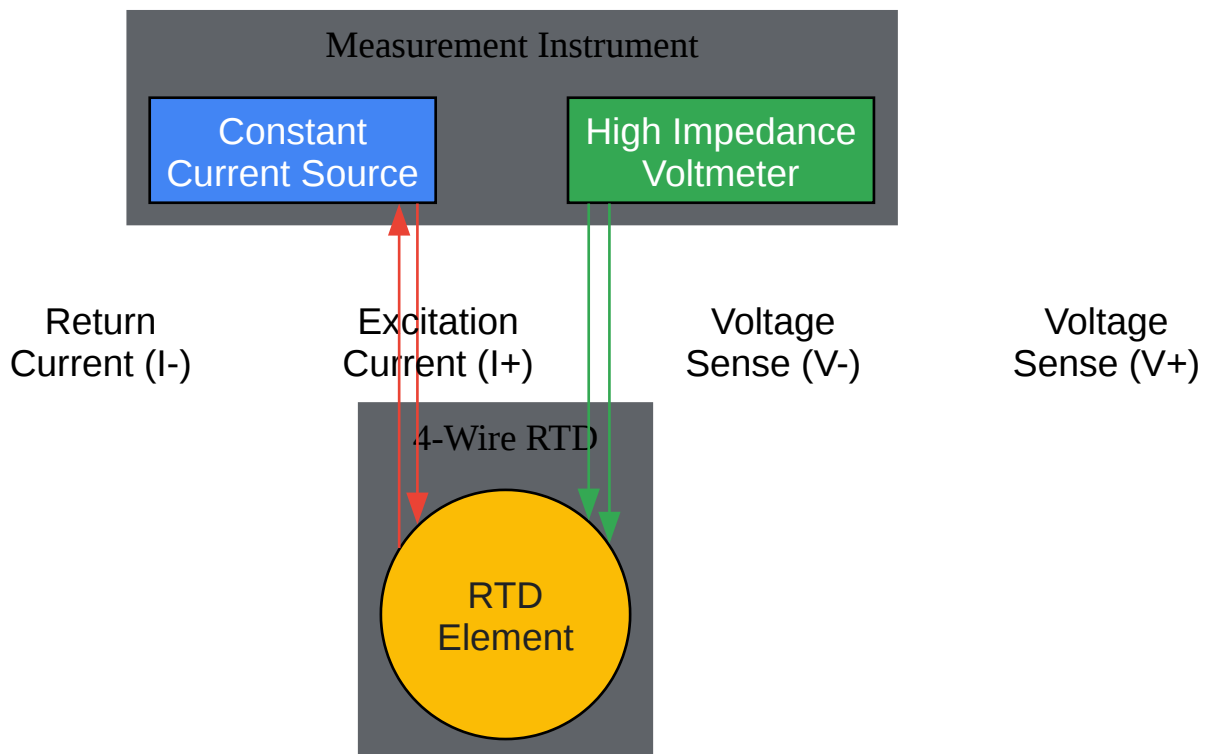 Measurement Instrument
Constant
Current Source
High Impedance
Voltmeter
Return
Current (I-)
Excitation
Current (I+)
Voltage
Sense (V-)
Voltage
Sense (V+)
4-Wire RTD
RTD
Element